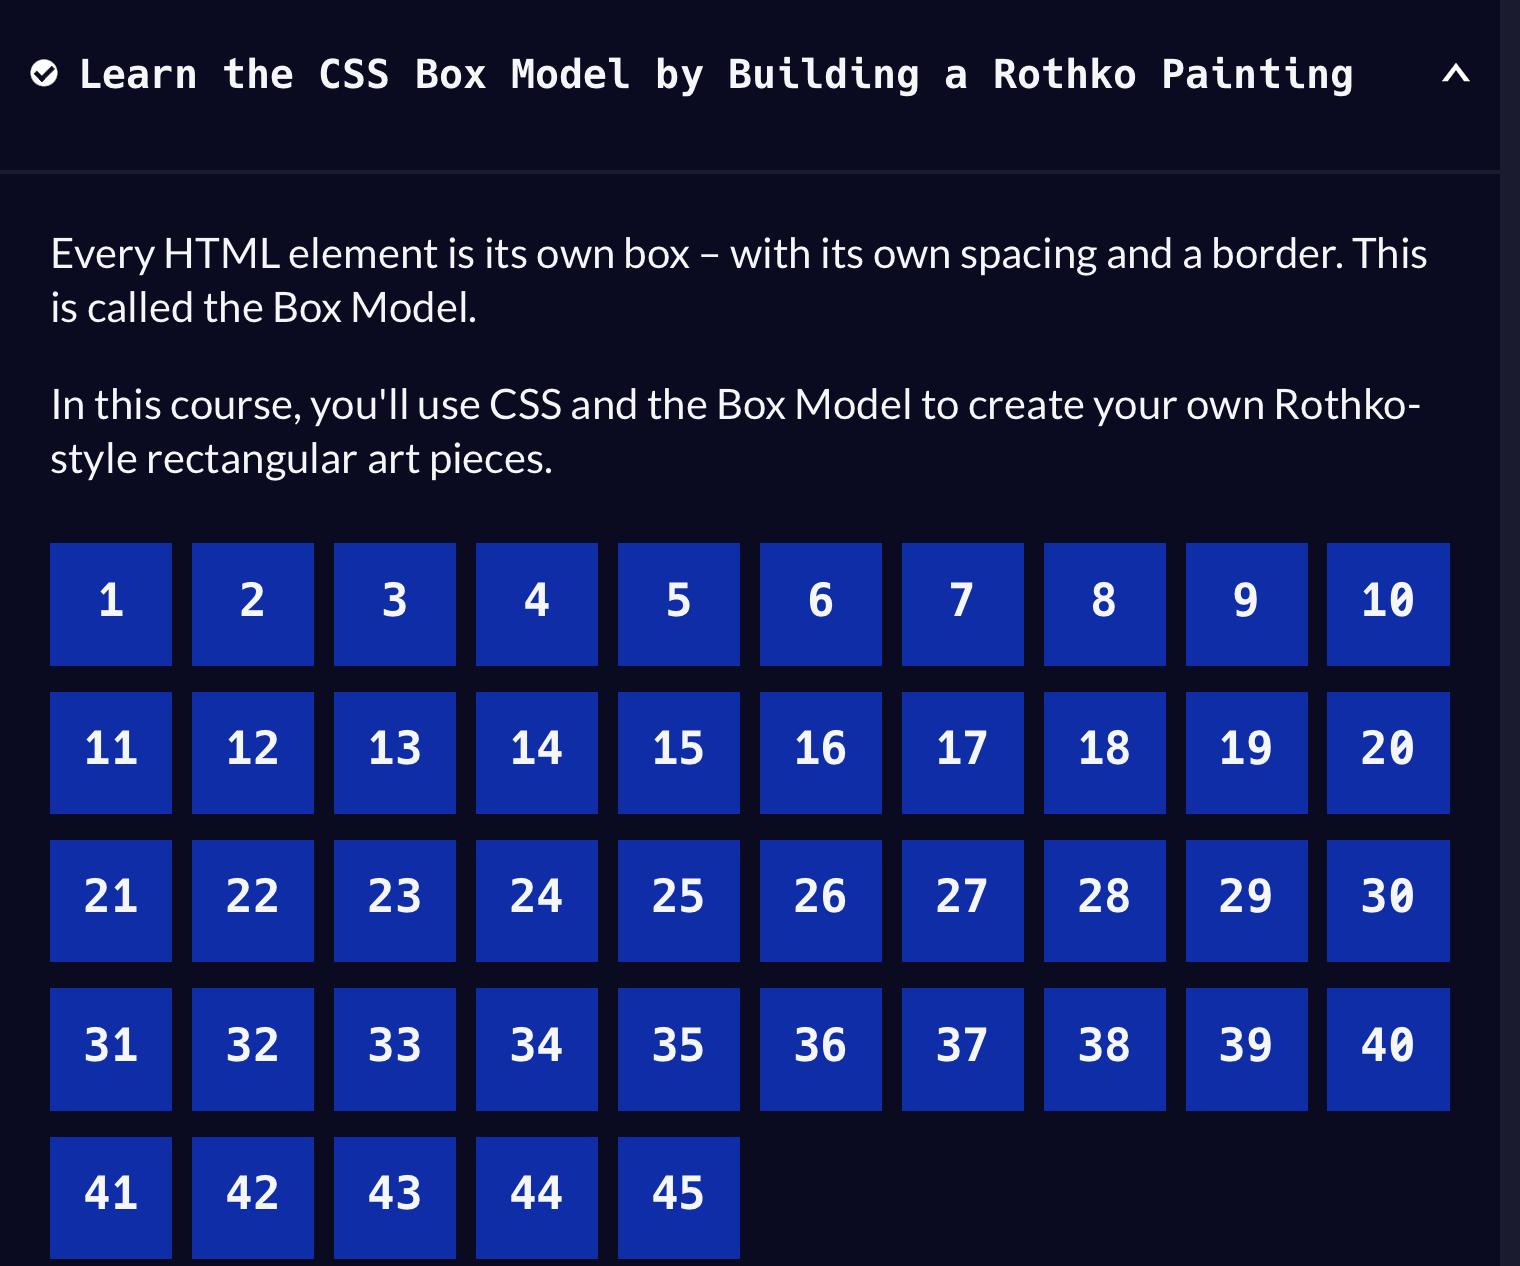 Learn the CSS Box Model by Building a Rothko Painting
Every HTML element is its own box – with its own spacing and a border. This
is called the Box Model.
In this course, you'll use CSS and the Box Model to create your own Rothko-
style rectangular art pieces.
1 2 3 4 5 6 7 8 9 10
11 12 13 14 15 16 17 18 19 20
21 22 23 24 25 26 27 28 29 30
31 32 33 34 35 36 37 38 39 40
41 42 43 44 45